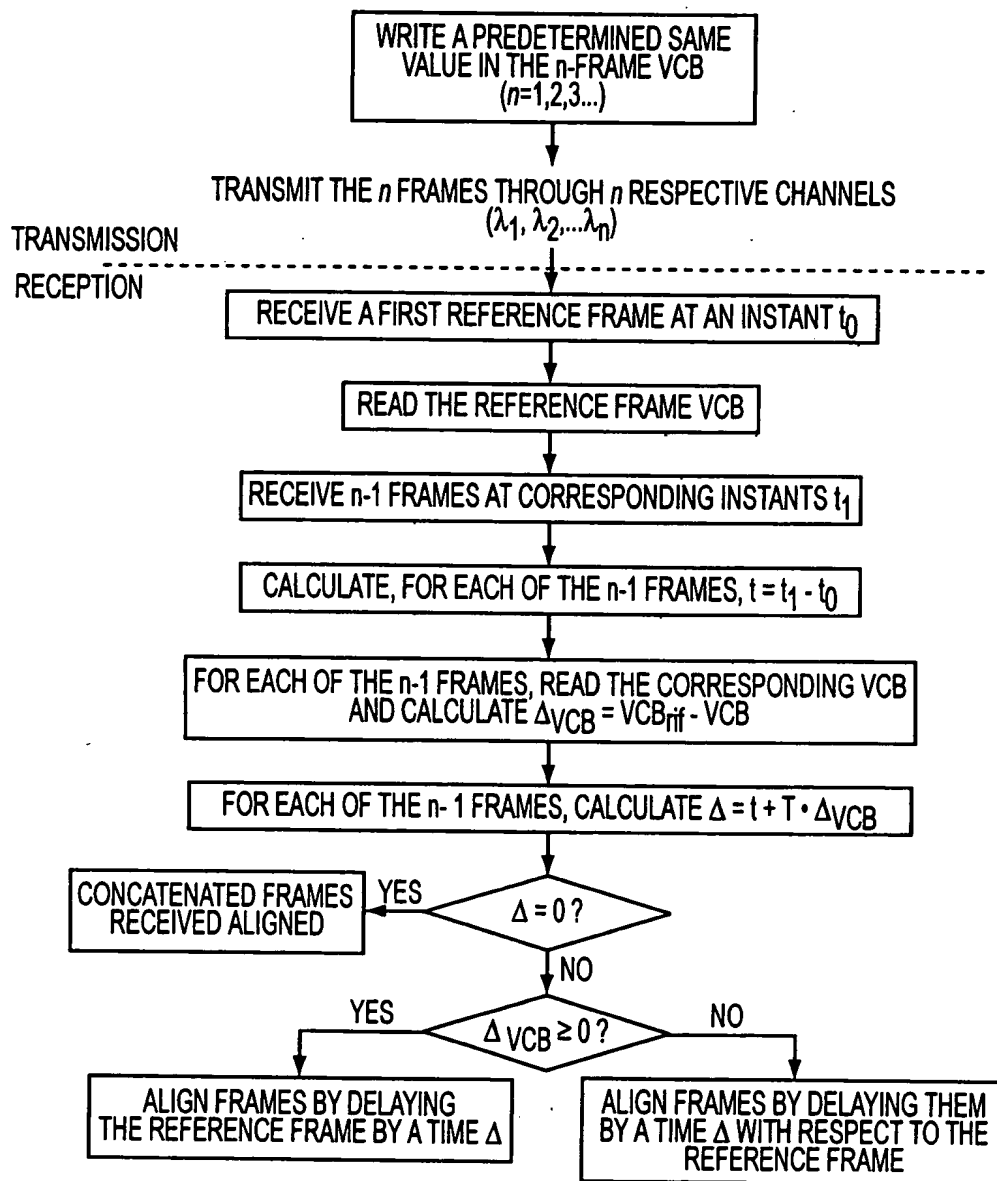 WRITE A PREDETERMINED SAME
VALUE IN THE n-FRAME VCB
(n=1,2,3...)
TRANSMIT THE n FRAMES THROUGH n RESPECTIVE CHANNELS
(λ1, λ2,...λn)
TRANSMISSION
RECEPTION
RECEIVE A FIRST REFERENCE FRAME AT AN INSTANT t0
READ THE REFERENCE FRAME VCB
RECEIVE n-1 FRAMES AT CORRESPONDING INSTANTS t1
CALCULATE, FOR EACH OF THE n-1 FRAMES, t = t1 - t0
FOR EACH OF THE n-1 FRAMES, READ THE CORRESPONDING VCB
AND CALCULATE ΔVCB = VCBrif - VCB
FOR EACH OF THE n- 1 FRAMES, CALCULATE Δ = t + T • ΔVCB
CONCATENATED FRAMES
RECEIVED ALIGNED
YES
Δ = 0 ?
NO
YES
ΔVCB ≥ 0 ?
NO
ALIGN FRAMES BY DELAYING
THE REFERENCE FRAME BY A TIME Δ
ALIGN FRAMES BY DELAYING THEM
BY A TIME Δ WITH RESPECT TO THE
REFERENCE FRAME